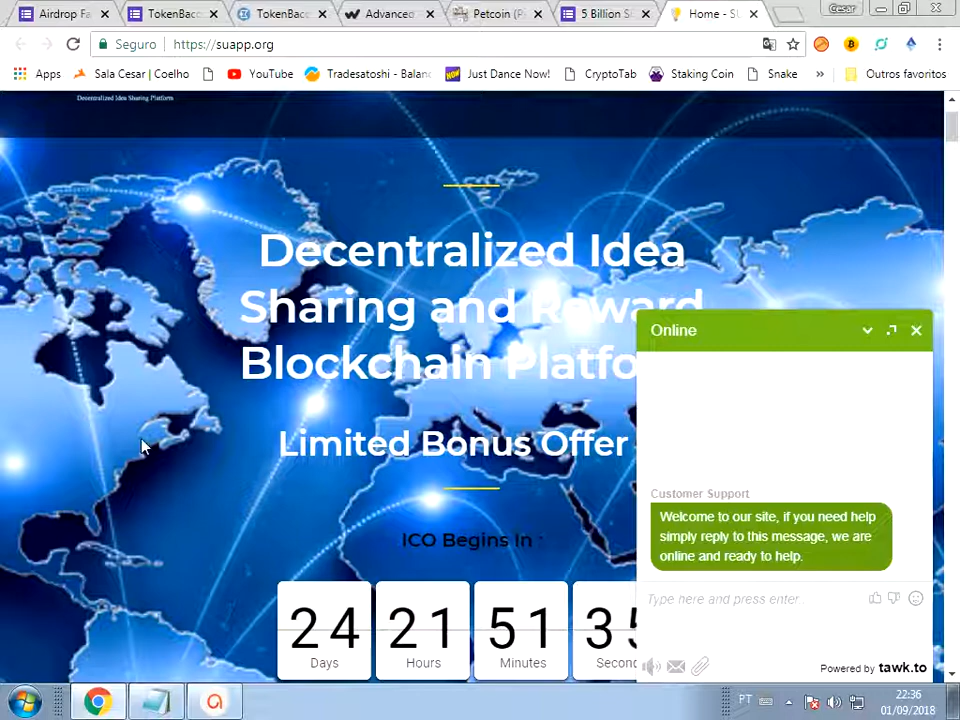 Airdrop Fa
TokenBacc
TokenBacc
Advanced
Petcoin (P
5 Billion S
Home - SU
Cesar
Seguro
https://suapp.org
Apps
Sala Cesar | Coelho
YouTube
Tradesatoshi - Balan
Just Dance Now!
CryptoTab
Staking Coin
Snake
»
Outros favoritos
Decentralized Idea Sharing Platform
Decentralized Idea
Sharing and Reward
Blockchain Platfo
Limited Bonus Offer
ICO Begins In :
24
21
51
35
Days
Hours
Minutes
Second
Online
Customer Support
Welcome to our site, if you need help
simply reply to this message, we are
online and ready to help.
Type here and press enter..
Powered by tawk.to
PT
22:36
01/09/2018